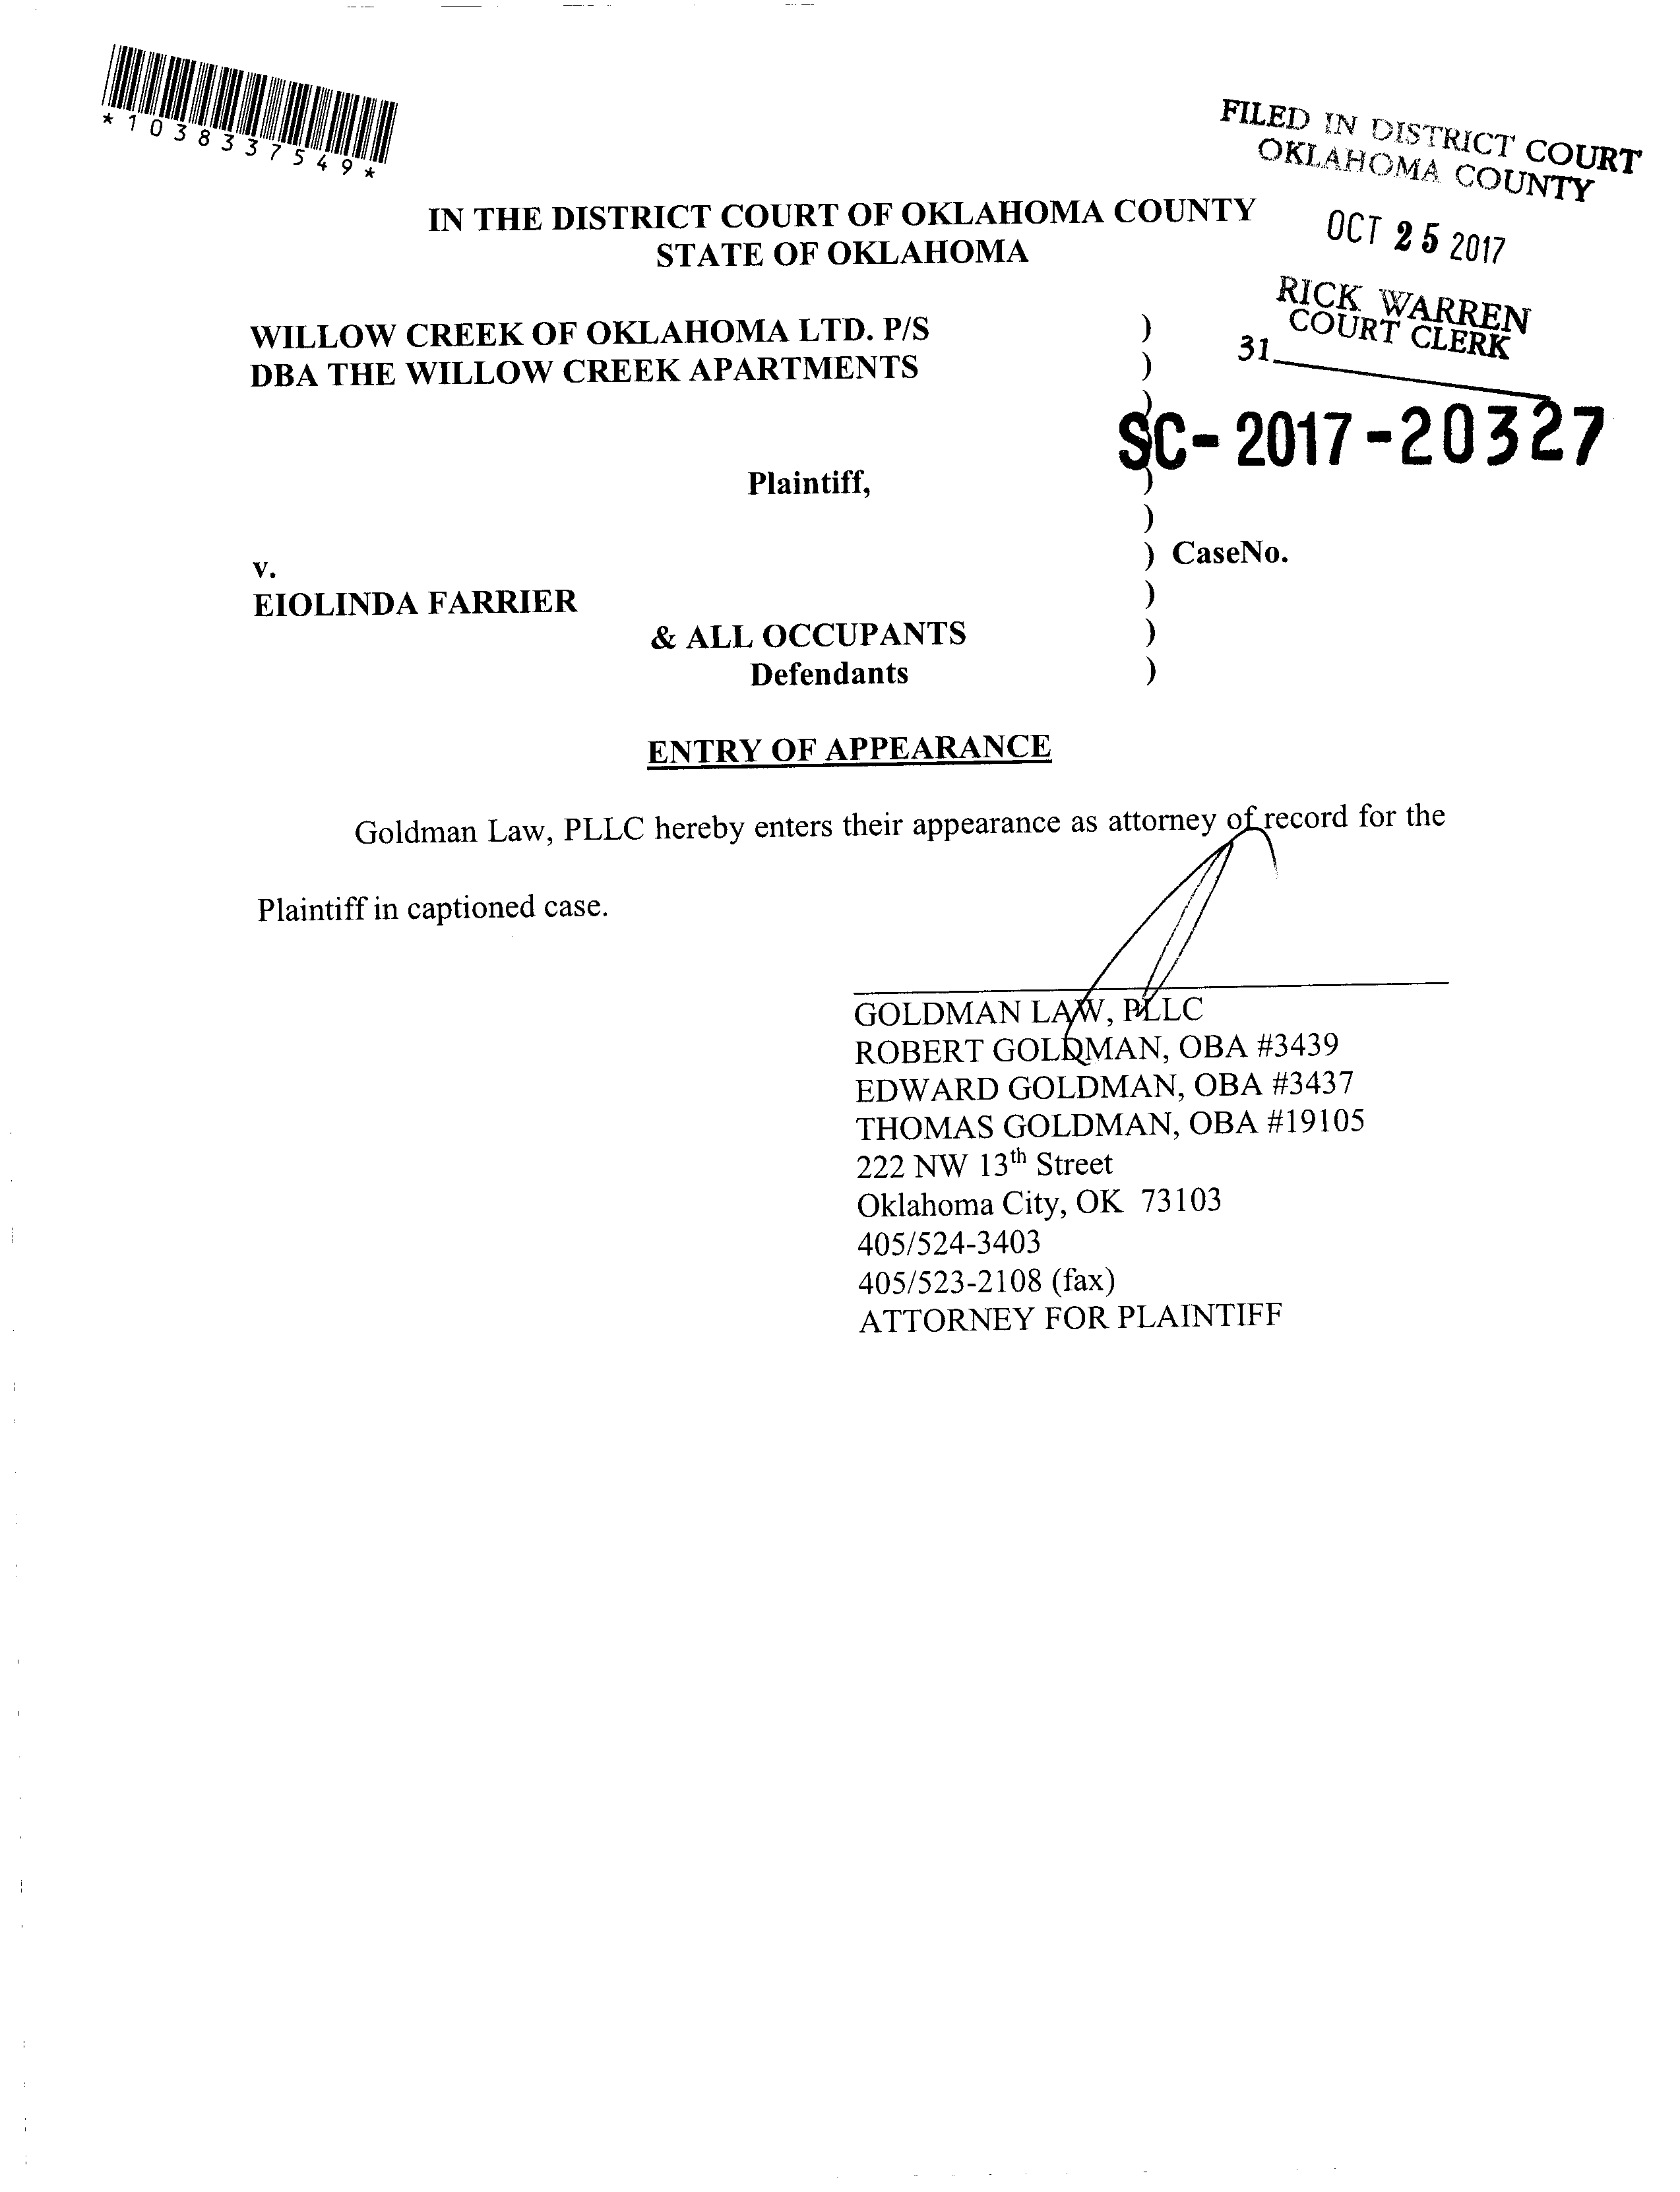 *1038337549*
FILED IN DISTRICT COURT
OKLAHOMA COUNTY
OCT 25 2017
RICK WARREN
COURT CLERK
31
IN THE DISTRICT COURT OF OKLAHOMA COUNTY
STATE OF OKLAHOMA
WILLOW CREEK OF OKLAHOMA LTD. P/S )
DBA THE WILLOW CREEK APARTMENTS )
)
SC-2017-20327
Plaintiff, )
)
) CaseNo.
v.
EIOLINDA FARRIER )
& ALL OCCUPANTS )
Defendants )
ENTRY OF APPEARANCE
Goldman Law, PLLC hereby enters their appearance as attorney of record for the
Plaintiff in captioned case.
GOLDMAN LAW, PLLC
ROBERT GOLDMAN, OBA #3439
EDWARD GOLDMAN, OBA #3437
THOMAS GOLDMAN, OBA #19105
222 NW 13th Street
Oklahoma City, OK 73103
405/524-3403
405/523-2108 (fax)
ATTORNEY FOR PLAINTIFF